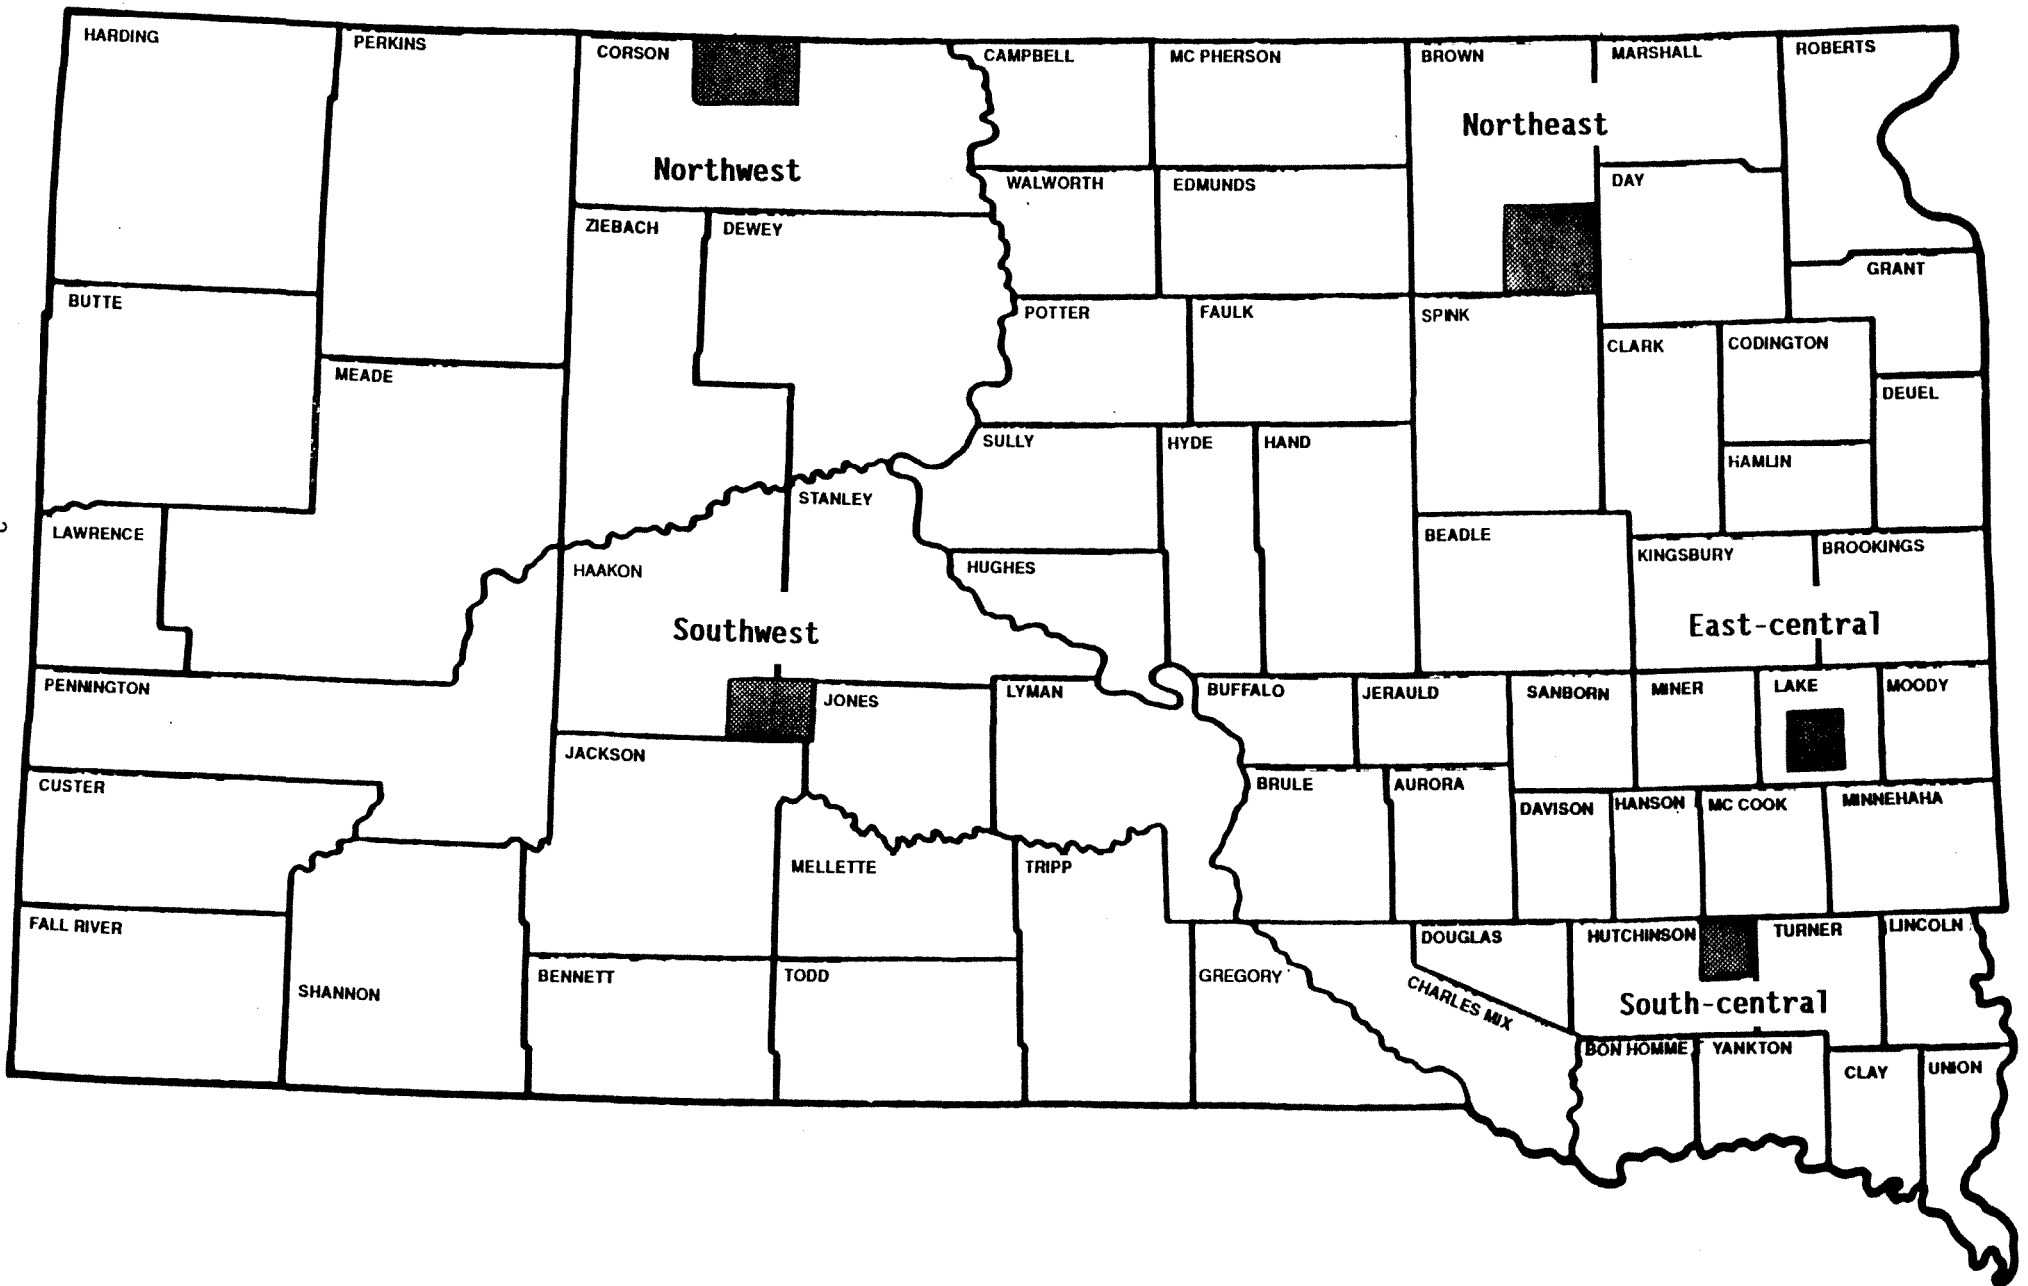 HARDING
PERKINS
CORSON
CAMPBELL
MC PHERSON
BROWN
MARSHALL
ROBERTS
Northeast
Northwest
WALWORTH
EDMUNDS
DAY
ZIEBACH
DEWEY
GRANT
BUTTE
POTTER
FAULK
SPINK
CLARK
CODINGTON
MEADE
DEUEL
SULLY
HYDE
HAND
HAMLIN
STANLEY
LAWRENCE
BEADLE
KINGSBURY
BROOKINGS
HAAKON
HUGHES
Southwest
East-central
PENNINGTON
JONES
LYMAN
BUFFALO
JERAULD
SANBORN
MINER
LAKE
MOODY
JACKSON
CUSTER
BRULE
AURORA
DAVISON
HANSON
MC COOK
MINNEHAHA
MELLETTE
TRIPP
FALL RIVER
DOUGLAS
HUTCHINSON
TURNER
LINCOLN
SHANNON
BENNETT
TODD
GREGORY
CHARLES MIX
South-central
BON HOMME
YANKTON
CLAY
UNION